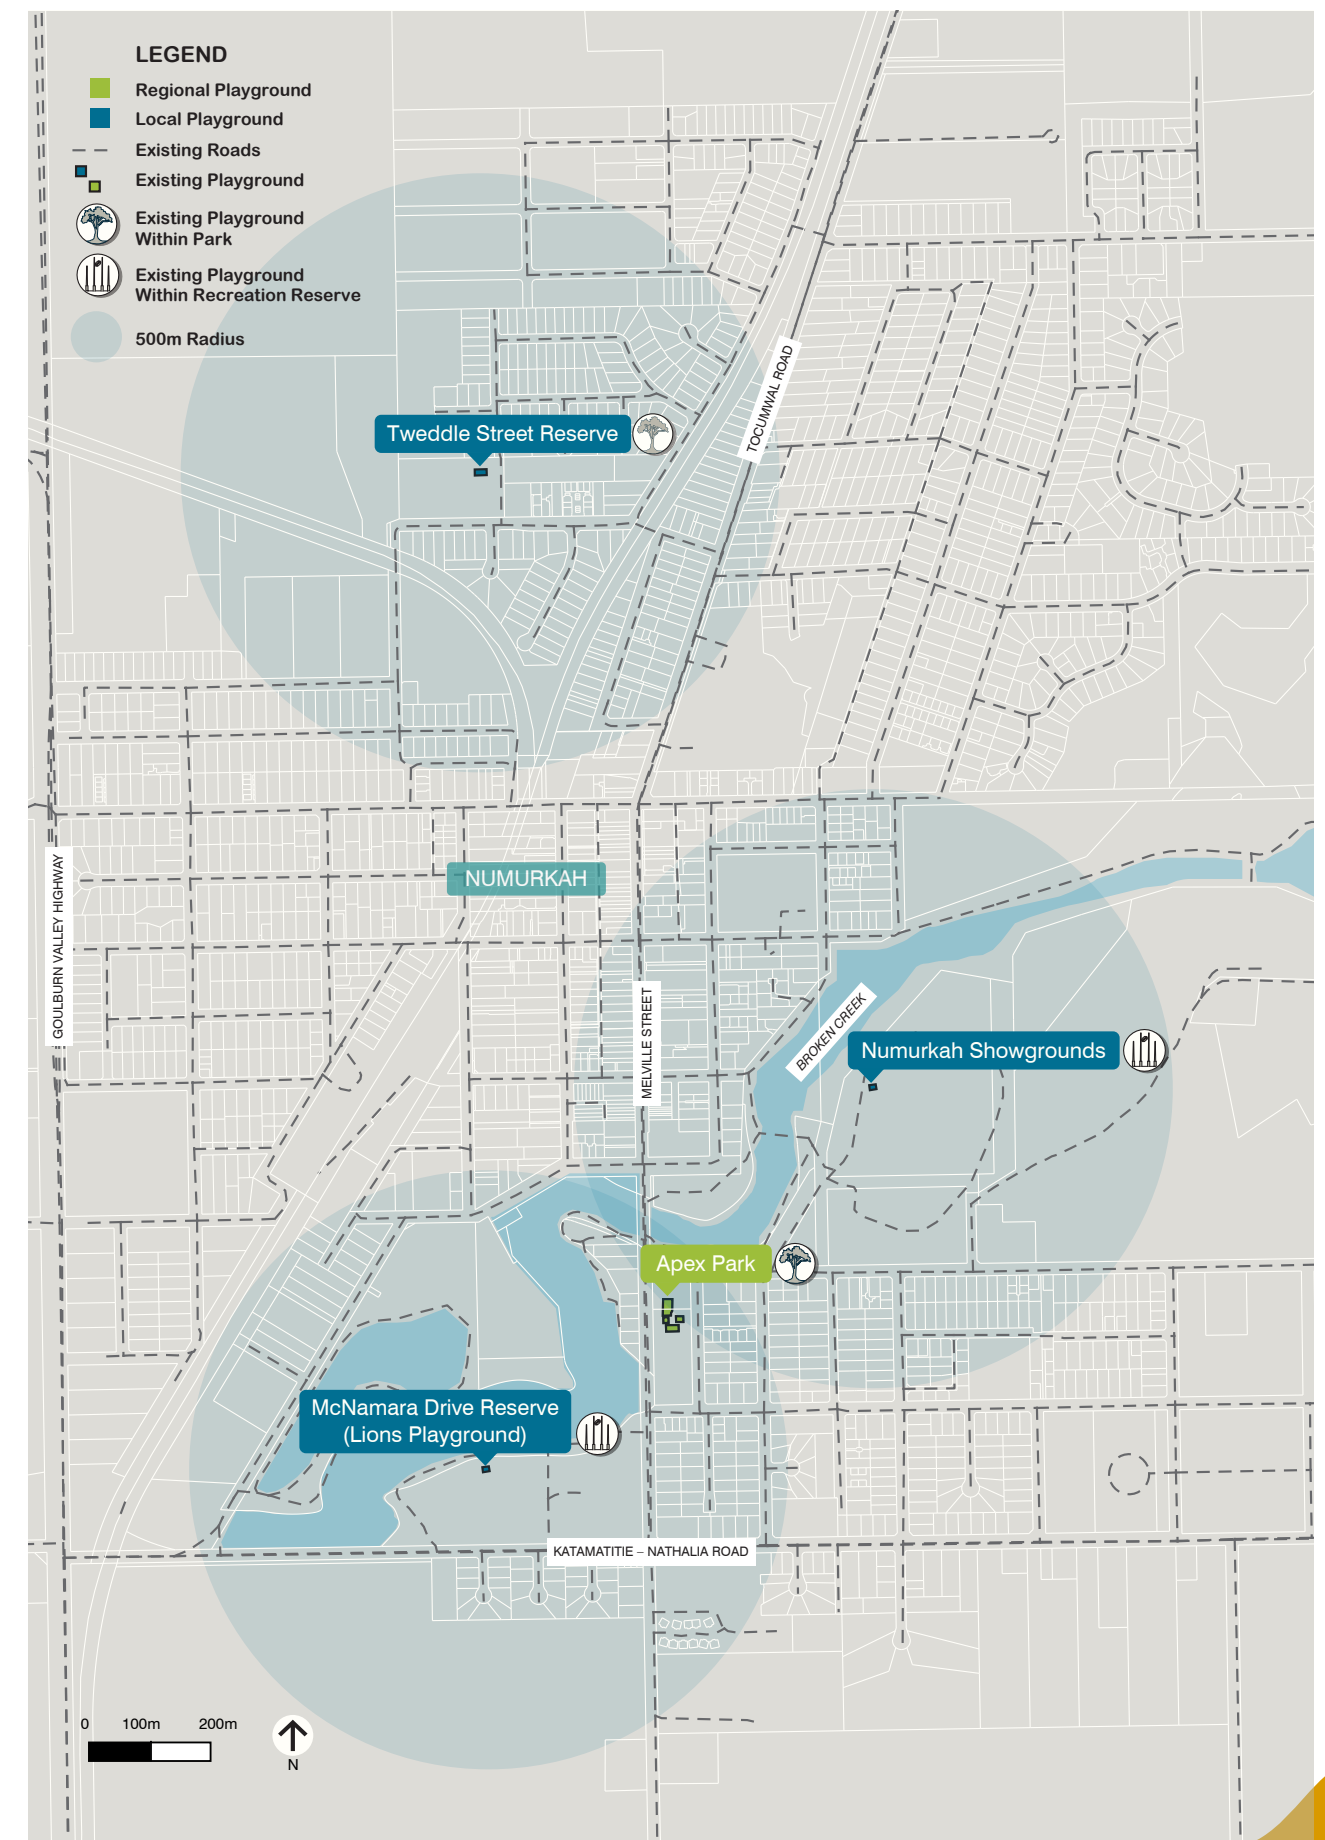 LEGEND
Regional Playground
Local Playground
Existing Roads
Existing Playground
Existing Playground
Within Park
Existing Playground
Within Recreation Reserve
500m Radius
TOCUMWAL ROAD
Tweddle Street Reserve
NUMURKAH
GOULBURN VALLEY HIGHWAY
MELVILLE STREET
BROKEN CREEK
Numurkah Showgrounds
Apex Park
McNamara Drive Reserve
(Lions Playground)
KATAMATITIE – NATHALIA ROAD
0 100m 200m
N